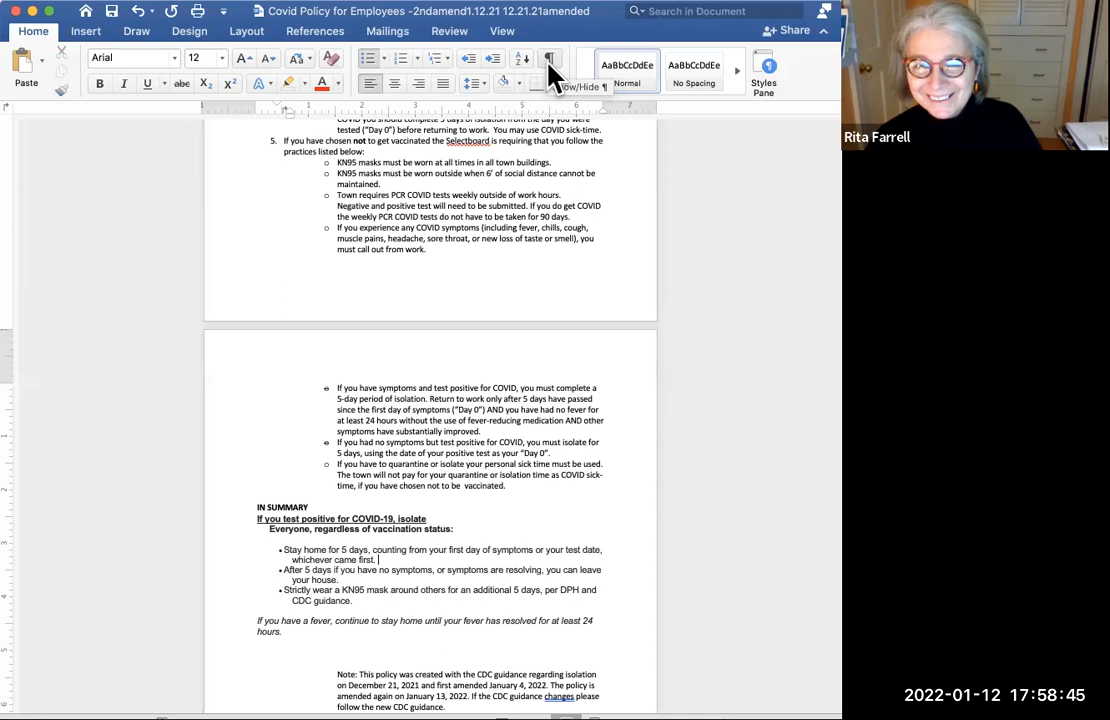 Covid Policy for Employees -2ndamend1.12.21 12.21.21amended
Search in Document
Home Insert Draw Design Layout References Mailings Review View
Share
Paste
Arial 12
AaBbCcDdEe AaBbCcDdEe
Normal No Spacing
Styles Pane
ow/Hide ¶
B I U abc X2 X2
1 1 2 3 4 5 6 7
tested ("Day 0") before returning to work. You may use COVID sick-time.
5. If you have chosen not to get vaccinated the Selectboard is requiring that you follow the
practices listed below:
o KN95 masks must be worn at all times in all town buildings.
o KN95 masks must be worn outside when 6' of social distance cannot be
maintained.
o Town requires PCR COVID tests weekly outside of work hours.
Negative and positive test will need to be submitted. If you do get COVID
the weekly PCR COVID tests do not have to be taken for 90 days.
o If you experience any COVID symptoms (including fever, chills, cough,
muscle pains, headache, sore throat, or new loss of taste or smell), you
must call out from work.
o If you have symptoms and test positive for COVID, you must complete a
5-day period of isolation. Return to work only after 5 days have passed
since the first day of symptoms ("Day 0") AND you have had no fever for
at least 24 hours without the use of fever-reducing medication AND other
symptoms have substantially improved.
o If you had no symptoms but test positive for COVID, you must isolate for
5 days, using the date of your positive test as your "Day 0".
o If you have to quarantine or isolate your personal sick time must be used.
The town will not pay for your quarantine or isolation time as COVID sick-
time, if you have chosen not to be vaccinated.
IN SUMMARY
If you test positive for COVID-19, isolate
Everyone, regardless of vaccination status:
• Stay home for 5 days, counting from your first day of symptoms or your test date,
whichever came first.
• After 5 days if you have no symptoms, or symptoms are resolving, you can leave
your house.
• Strictly wear a KN95 mask around others for an additional 5 days, per DPH and
CDC guidance.
If you have a fever, continue to stay home until your fever has resolved for at least 24
hours.
Note: This policy was created with the CDC guidance regarding isolation
on December 21, 2021 and first amended January 4, 2022. The policy is
amended again on January 13, 2022. If the CDC guidance changes please
follow the new CDC guidance.
Rita Farrell
2022-01-12 17:58:45